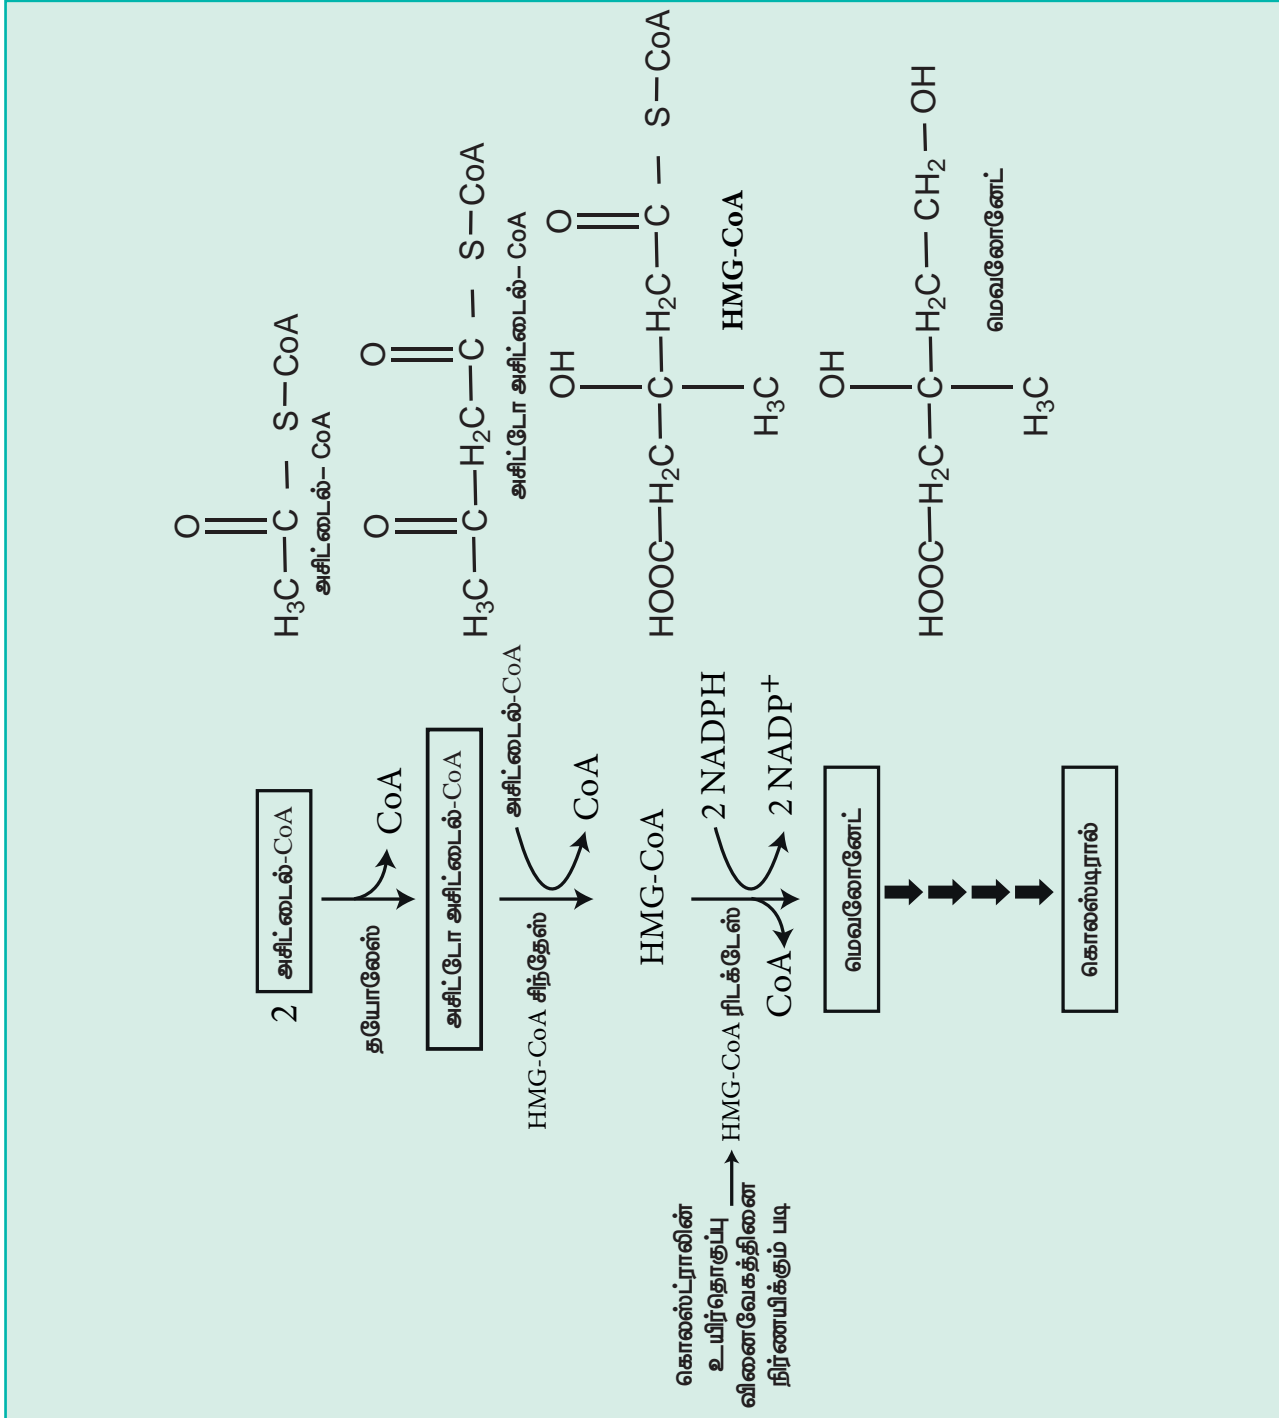 2 அசிட்டைல்-CoA
தயோலேஸ்
CoA
அசிட்டோ அசிட்டைல்-CoA
அசிட்டைல்-CoA
HMG-CoA சிந்தேஸ்
CoA
HMG-CoA
கொலஸ்ட்ராலின்
உயிர்தொகுப்பு
வினைவேகத்தினை
நிர்ணயிக்கும் படி
HMG-CoA ரிடக்டேஸ்
2 NADPH
2 NADP⁺
CoA
மெவலோனேட்
கொலஸ்டிரால்
O
H₃C — C — S — CoA
அசிட்டைல்– CoA
O O
H₃C — C — H₂C — C — S — CoA
அசிட்டோ அசிட்டைல்– CoA
OH O
HOOC — H₂C — C — H₂C — C — S — CoA
H₃C
HMG-CoA
OH
HOOC — H₂C — C — H₂C — CH₂ — OH
H₃C
மெவலோனேட்